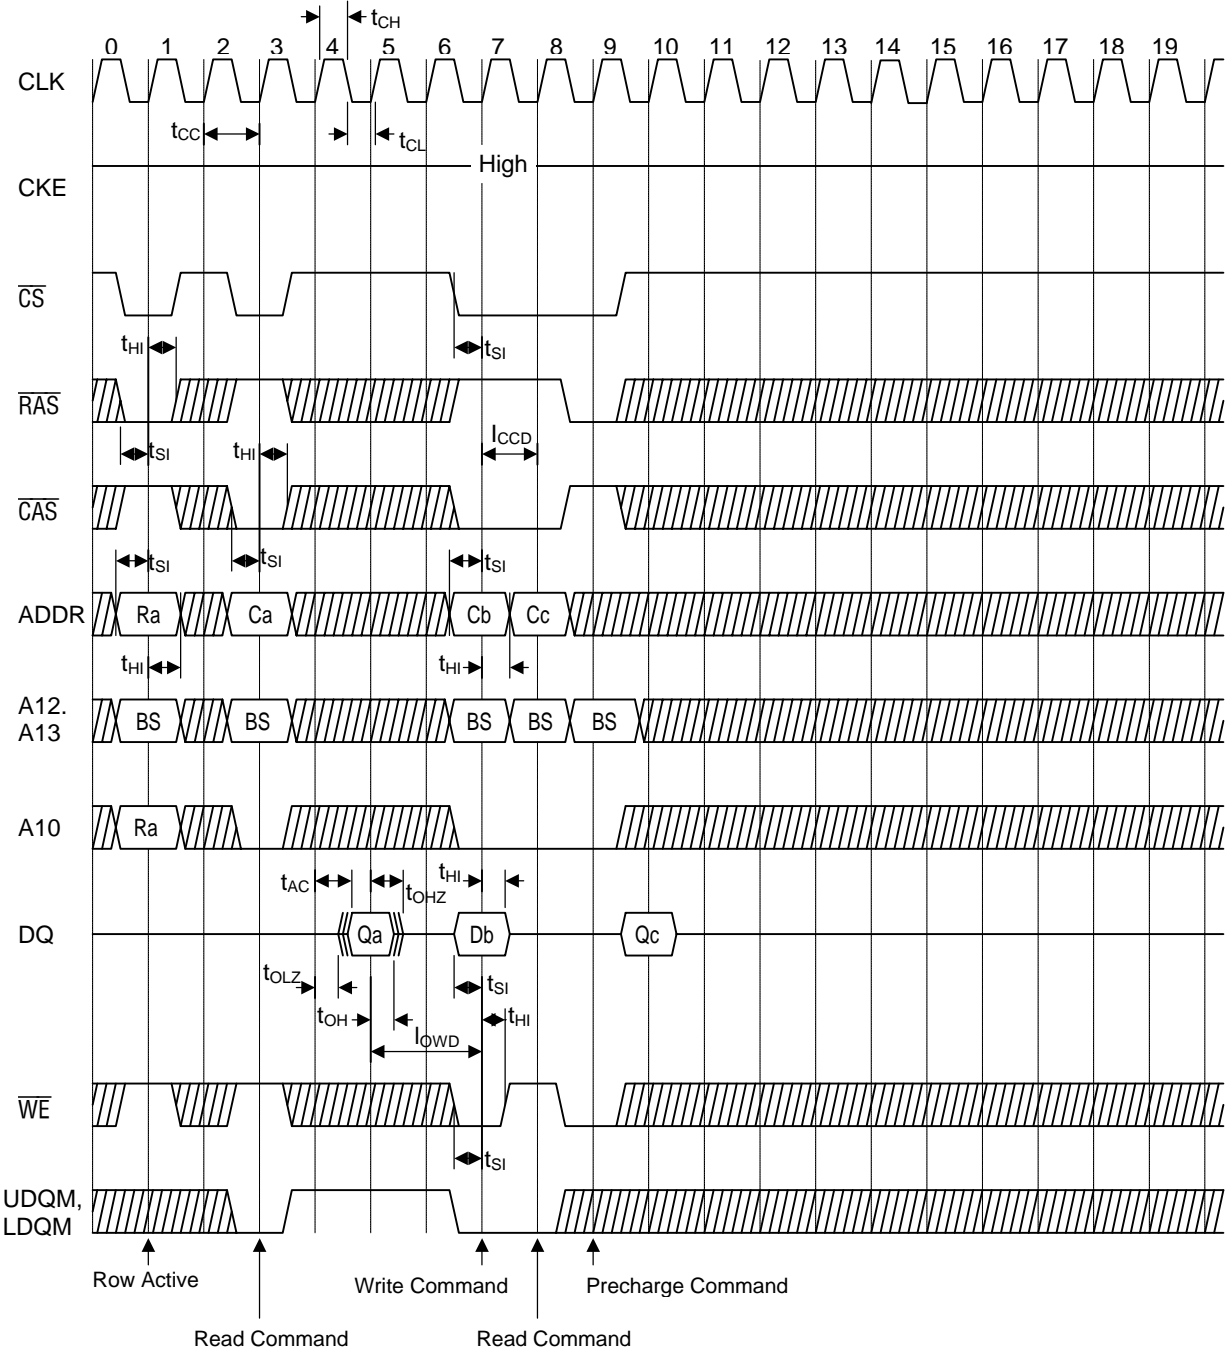 tCH
0 1 2 3 4 5 6 7 8 9 10 11 12 13 14 15 16 17 18 19
CLK
tCC
tCL
High
CKE
CS
tHI
tSI
RAS
lCCD
tSI
tHI
CAS
tSI
tSI
tSI
ADDR
Ra
Ca
Cb
Cc
tHI
tHI
A12.
A13
BS
BS
BS
BS
BS
A10
Ra
tAC
tOHZ
tHI
DQ
Qa
Db
Qc
tOLZ
tSI
tOH
lOWD
tHI
WE
tSI
UDQM,
LDQM
Row Active
Write Command
Precharge Command
Read Command
Read Command